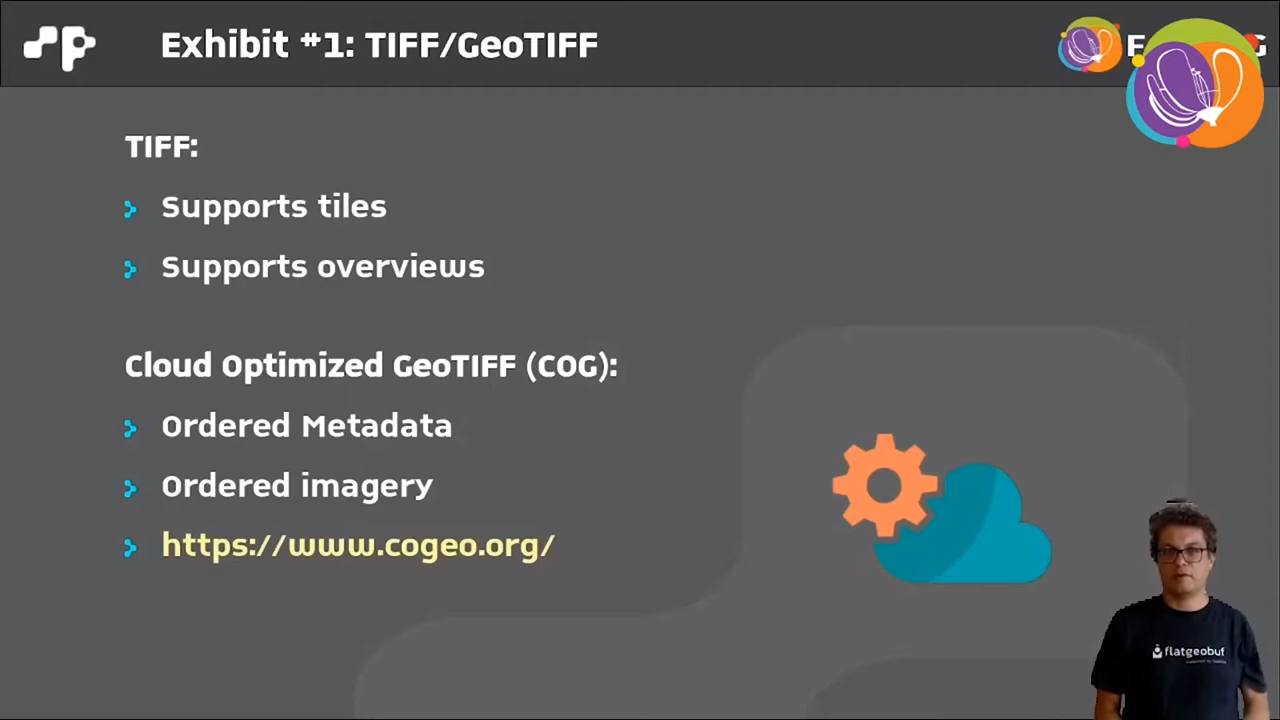 Exhibit #1: TIFF/GeoTIFF
TIFF:
Supports tiles
Supports overviews
Cloud Optimized GeoTIFF (COG):
Ordered Metadata
Ordered imagery
https://www.cogeo.org/
flatgeobuf